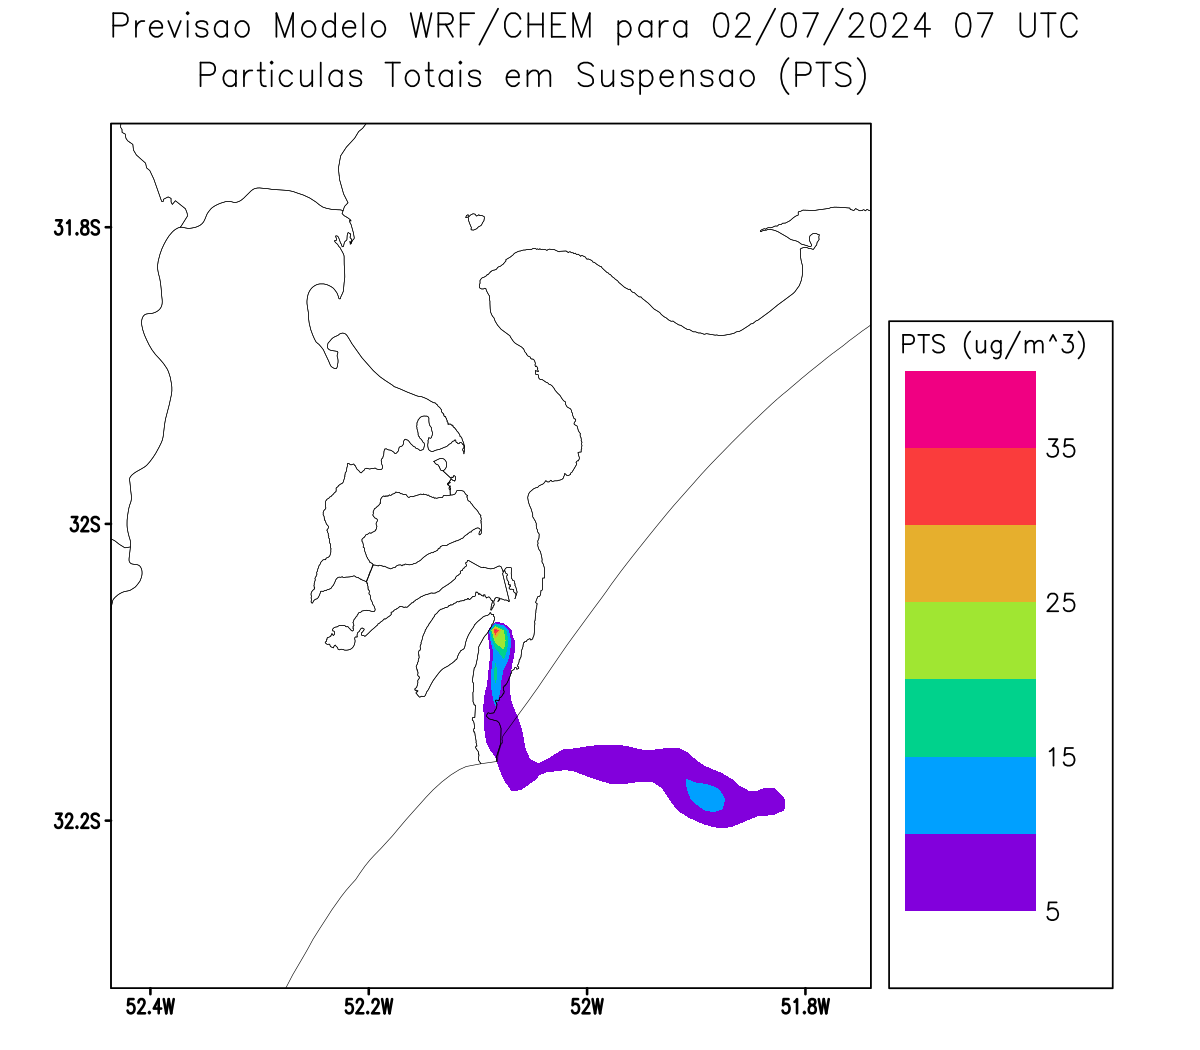 Previsao Modelo WRF/CHEM para 02/07/2024 07 UTC
Particulas Totais em Suspensao (PTS)
31.8S
32S
32.2S
52.4W
52.2W
52W
51.8W
PTS (ug/m^3)
35
25
15
5